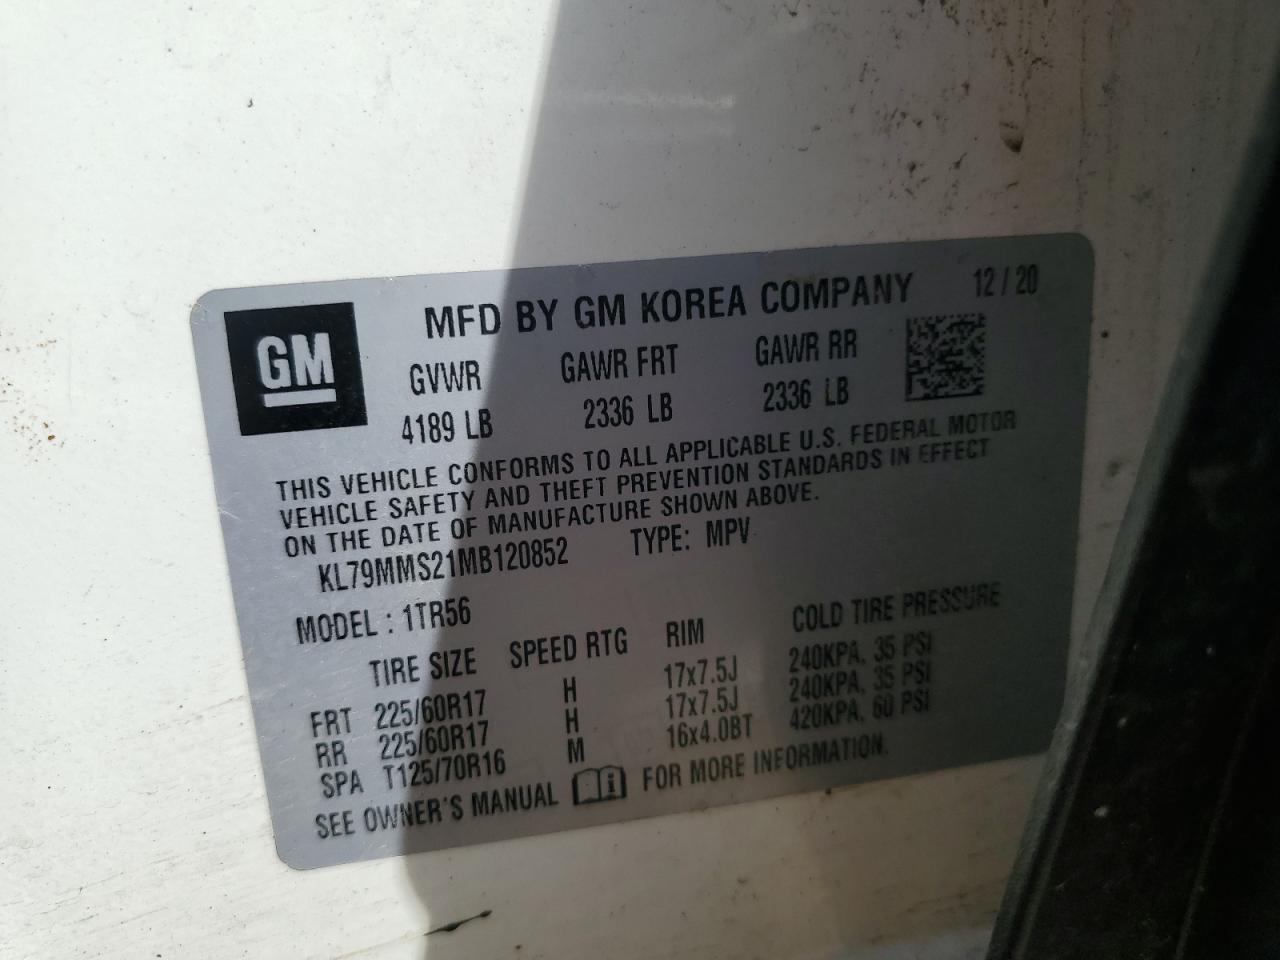 GM
MFD BY GM KOREA COMPANY 12/20
GVWR GAWR FRT GAWR RR
4189 LB 2336 LB 2336 LB
THIS VEHICLE CONFORMS TO ALL APPLICABLE U.S. FEDERAL MOTOR
VEHICLE SAFETY AND THEFT PREVENTION STANDARDS IN EFFECT
ON THE DATE OF MANUFACTURE SHOWN ABOVE.
KL79MMS21MB120852 TYPE: MPV
MODEL : 1TR56
TIRE SIZE SPEED RTG RIM COLD TIRE PRESSURE
FRT 225/60R17 H 17x7.5J 240KPA, 35 PSI
RR 225/60R17 H 17x7.5J 240KPA, 35 PSI
SPA T125/70R16 M 16x4.0BT 420KPA, 60 PSI
SEE OWNER'S MANUAL i FOR MORE INFORMATION.